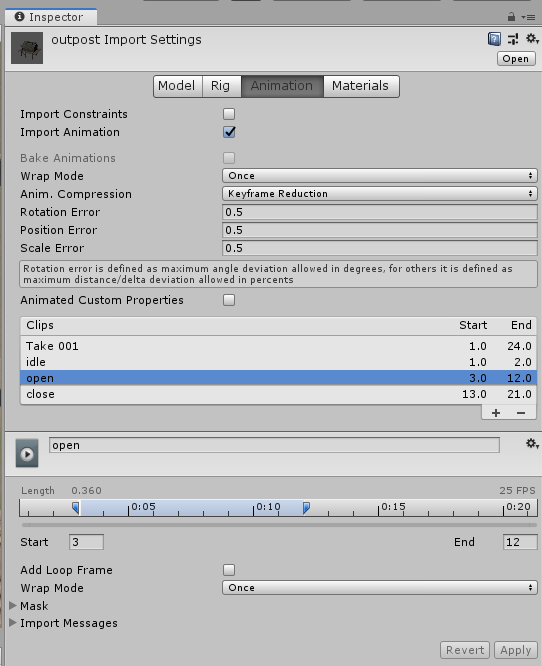 Inspector
outpost Import Settings
Open
Model Rig Animation Materials
Import Constraints
Import Animation
Bake Animations
Wrap Mode Once
Anim. Compression Keyframe Reduction
Rotation Error 0.5
Position Error 0.5
Scale Error 0.5
Rotation error is defined as maximum angle deviation allowed in degrees, for others it is defined as
maximum distance/delta deviation allowed in percents
Animated Custom Properties
Clips Start End
Take 001 1.0 24.0
idle 1.0 2.0
open 3.0 12.0
close 13.0 21.0
+ −
open
Length 0.360 25 FPS
0:05 0:10 0:15 0:20
Start 3 End 12
Add Loop Frame
Wrap Mode Once
Mask
Import Messages
Revert Apply